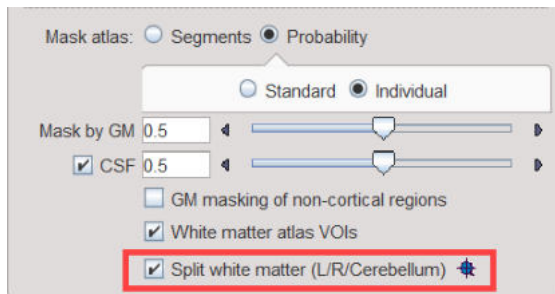 Mask atlas: Segments Probability
Standard Individual
Mask by GM 0.5
CSF 0.5
GM masking of non-cortical regions
White matter atlas VOIs
Split white matter (L/R/Cerebellum)